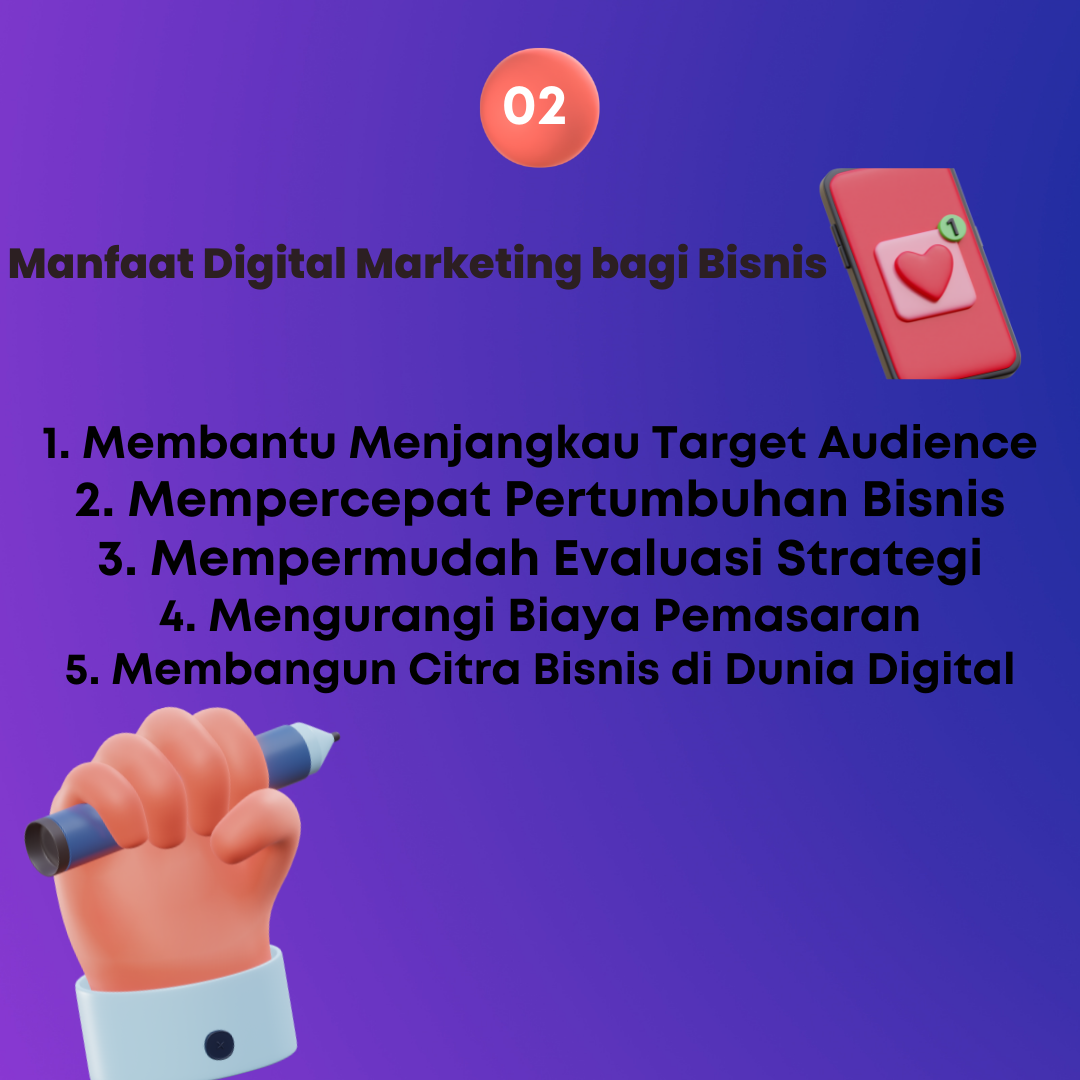 02
Manfaat Digital Marketing bagi Bisnis
1
1. Membantu Menjangkau Target Audience
2. Mempercepat Pertumbuhan Bisnis
3. Mempermudah Evaluasi Strategi
4. Mengurangi Biaya Pemasaran
5. Membangun Citra Bisnis di Dunia Digital